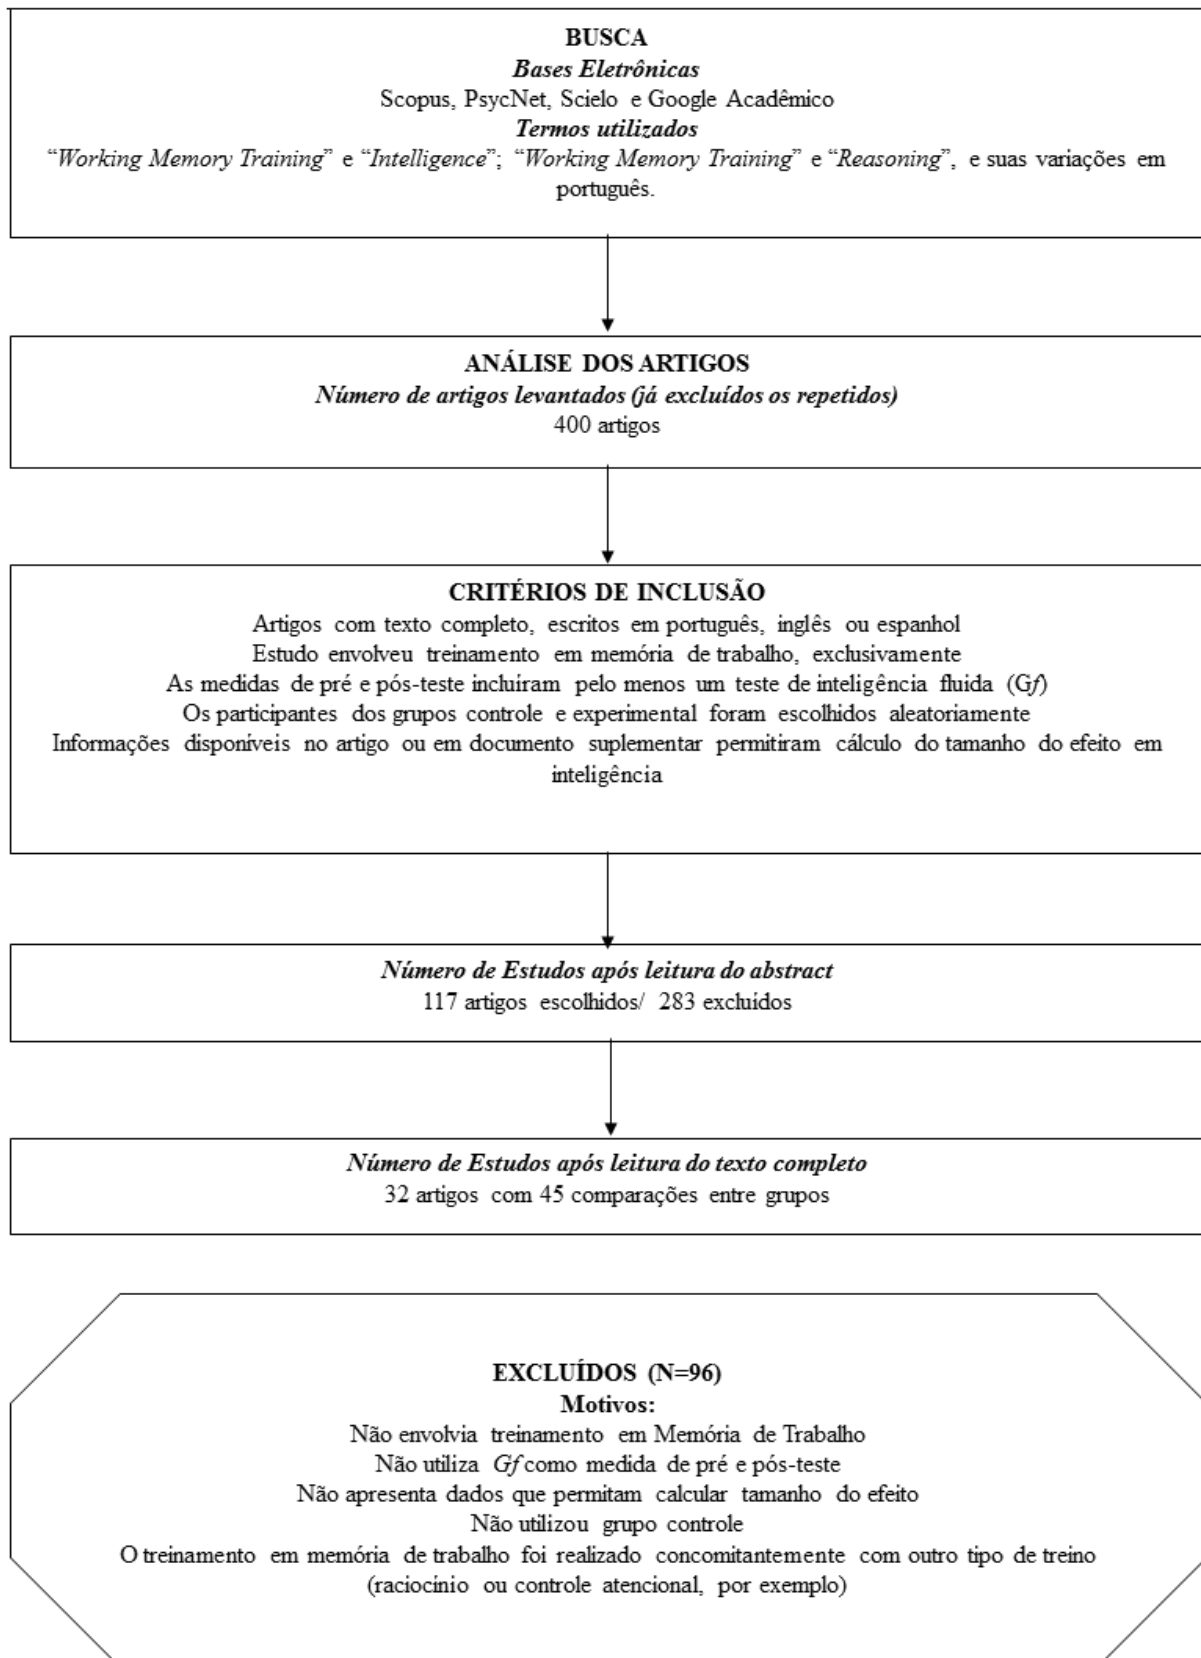 BUSCA
Bases Eletrônicas
Scopus, PsycNet, Scielo e Google Acadêmico
Termos utilizados
“Working Memory Training” e “Intelligence”; “Working Memory Training” e “Reasoning”, e suas variações em
português.
ANÁLISE DOS ARTIGOS
Número de artigos levantados (já excluídos os repetidos)
400 artigos
CRITÉRIOS DE INCLUSÃO
Artigos com texto completo, escritos em português, inglês ou espanhol
Estudo envolveu treinamento em memória de trabalho, exclusivamente
As medidas de pré e pós-teste incluíram pelo menos um teste de inteligência fluida (Gf)
Os participantes dos grupos controle e experimental foram escolhidos aleatoriamente
Informações disponíveis no artigo ou em documento suplementar permitiram cálculo do tamanho do efeito em
inteligência
Número de Estudos após leitura do abstract
117 artigos escolhidos/ 283 excluídos
Número de Estudos após leitura do texto completo
32 artigos com 45 comparações entre grupos
EXCLUÍDOS (N=96)
Motivos:
Não envolvia treinamento em Memória de Trabalho
Não utiliza Gf como medida de pré e pós-teste
Não apresenta dados que permitam calcular tamanho do efeito
Não utilizou grupo controle
O treinamento em memória de trabalho foi realizado concomitantemente com outro tipo de treino
(raciocínio ou controle atencional, por exemplo)